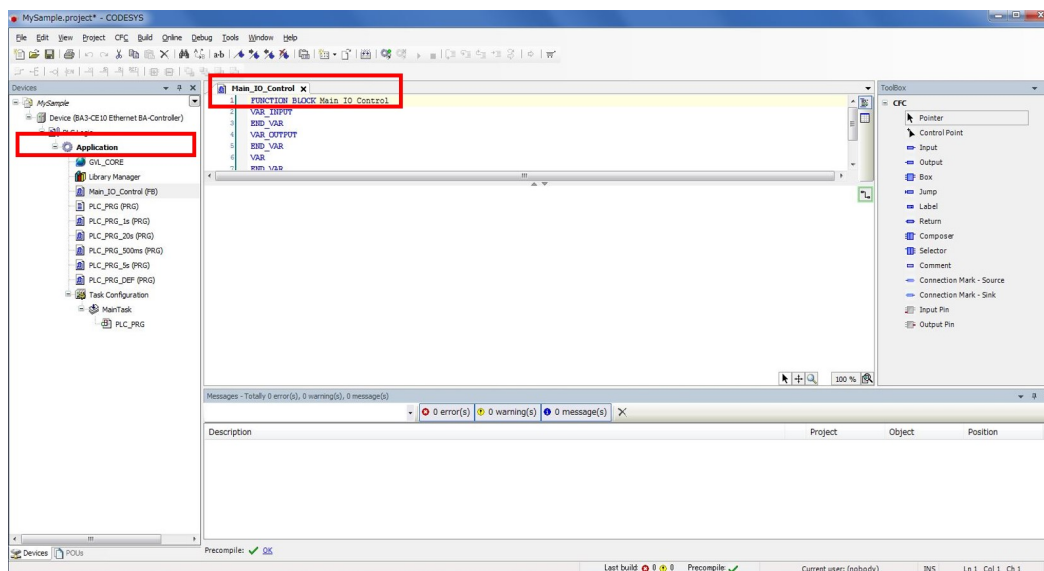 MySample.project* - CODESYS
File Edit View Project CFC Build Online Debug Tools Window Help
Devices
MySample
Device (BA3-CE10 Ethernet BA-Controller)
PLC Logic
Application
GVL_CORE
Library Manager
Main_IO_Control (FB)
PLC_PRG (PRG)
PLC_PRG_1s (PRG)
PLC_PRG_20s (PRG)
PLC_PRG_500ms (PRG)
PLC_PRG_5s (PRG)
PLC_PRG_DEF (PRG)
Task Configuration
MainTask
PLC_PRG
Devices POUs
Main_IO_Control
1 FUNCTION_BLOCK Main_IO_Control
2 VAR_INPUT
3 END_VAR
4 VAR_OUTPUT
5 END_VAR
6 VAR
7 END_VAR
100 %
ToolBox
CFC
Pointer
Control Point
Input
Output
Box
Jump
Label
Return
Composer
Selector
Comment
Connection Mark - Source
Connection Mark - Sink
Input Pin
Output Pin
Messages - Totally 0 error(s), 0 warning(s), 0 message(s)
0 error(s) 0 warning(s) 0 message(s)
Description Project Object Position
Precompile: OK
Last build: 0 0 Precompile: Current user: (nobody) INS Ln 1 Col 1 Ch 1